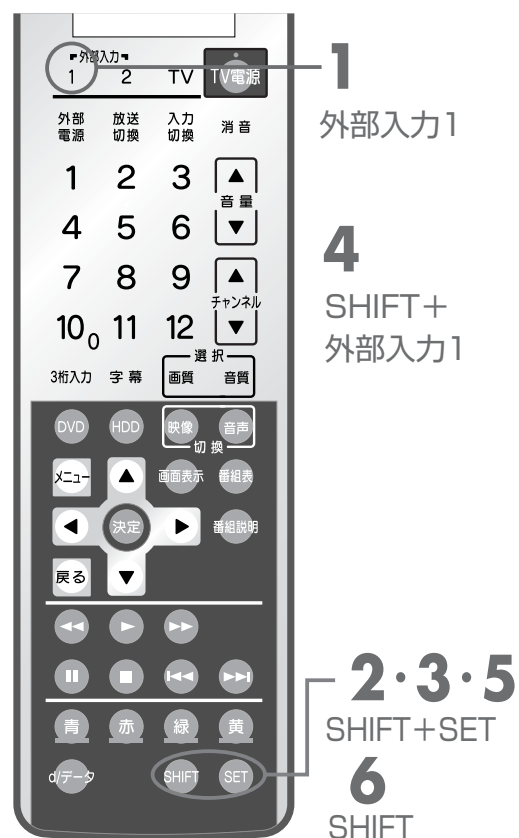 外部入力
1 2 TV TV電源
外部電源 放送切換 入力切換 消音
1 2 3
音量
4 5 6
7 8 9
チャンネル
10 0 11 12
選択
3桁入力 字幕 画質 音質
DVD HDD 映像 音声
切換
メニュー 画面表示 番組表
決定 番組説明
戻る
青 赤 緑 黄
d/データ SHIFT SET
1
外部入力1
4
SHIFT＋
外部入力1
2・3・5
SHIFT＋SET
6
SHIFT